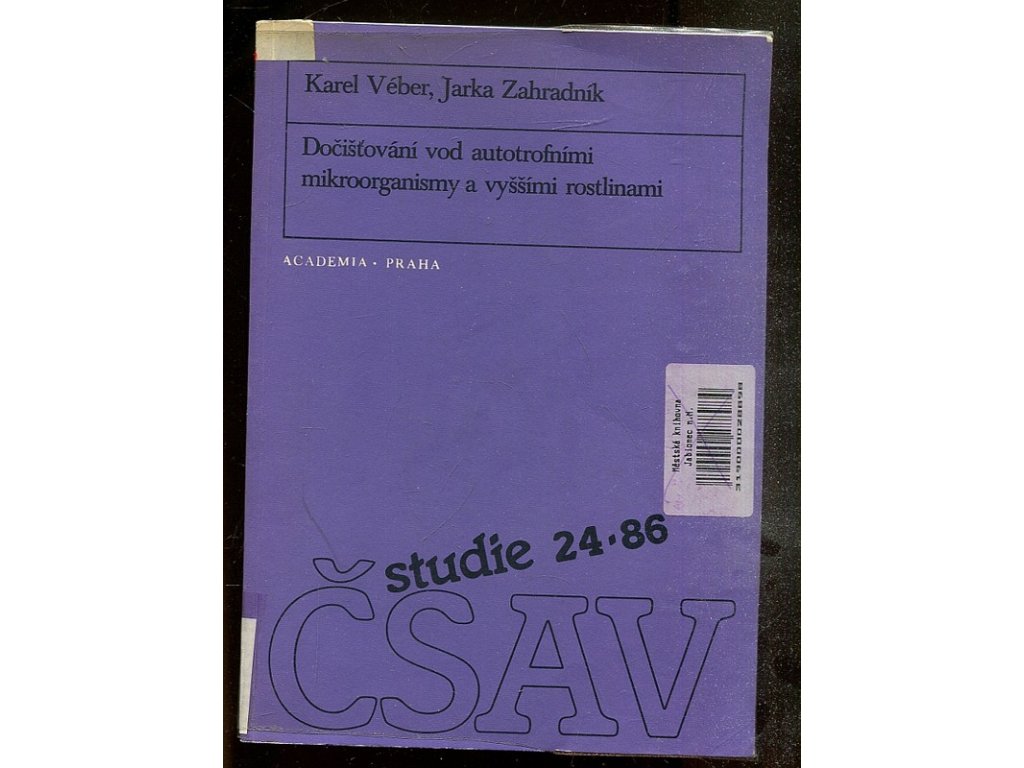 Karel Véber, Jarka Zahradník
Dočišťování vod autotrofními
mikroorganismy a vyššími rostlinami
ACADEMIA · PRAHA
Městská knihovna
Jablonec n.N.
studie 24·86
ČSAV